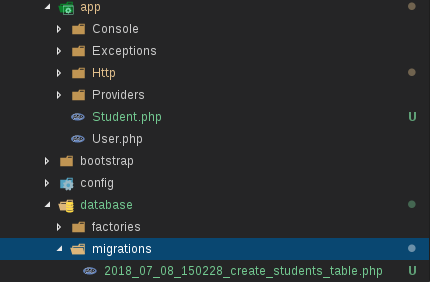 app
Console
Exceptions
Http
Providers
Student.php U
User.php
bootstrap
config
database
factories
migrations
2018_07_08_150228_create_students_table.php U